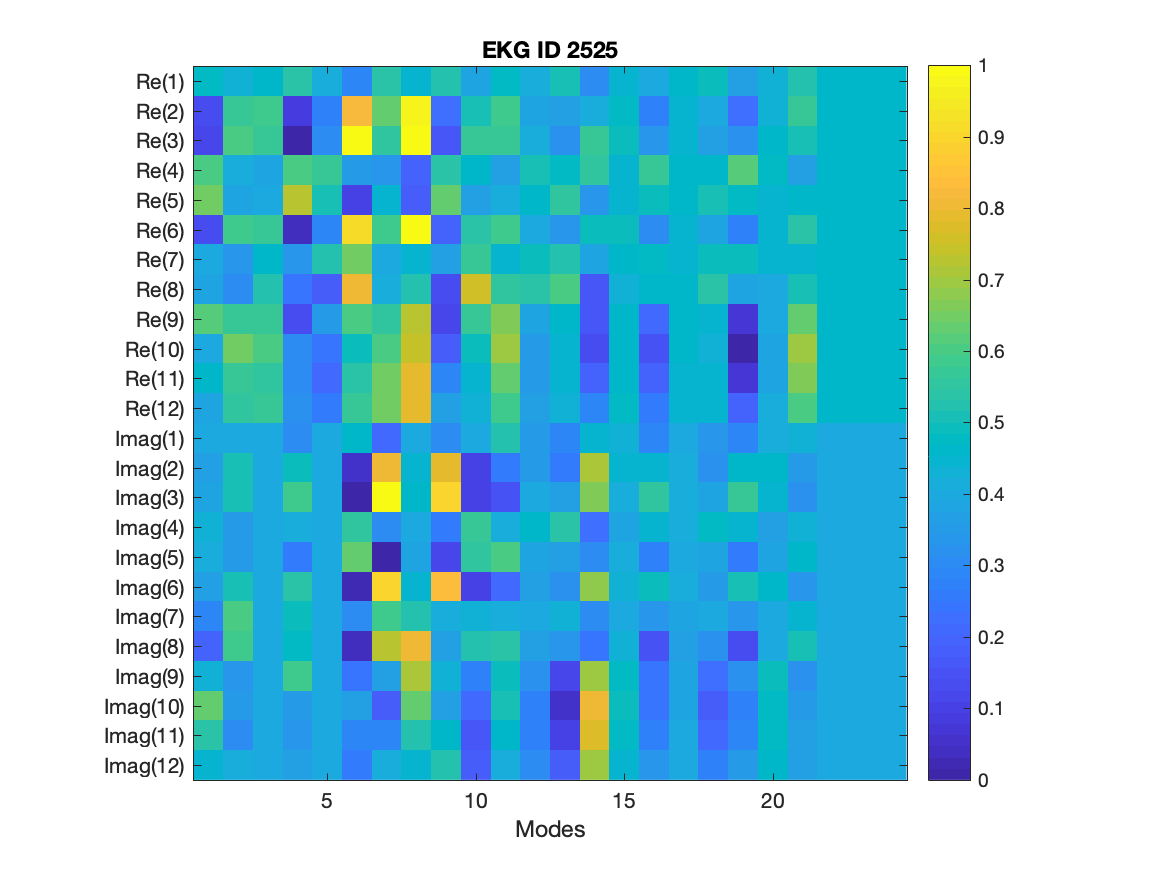 EKG ID 2525
Re(1)
Re(2)
Re(3)
Re(4)
Re(5)
Re(6)
Re(7)
Re(8)
Re(9)
Re(10)
Re(11)
Re(12)
Imag(1)
Imag(2)
Imag(3)
Imag(4)
Imag(5)
Imag(6)
Imag(7)
Imag(8)
Imag(9)
Imag(10)
Imag(11)
Imag(12)
5 10 15 20
Modes
1
0.9
0.8
0.7
0.6
0.5
0.4
0.3
0.2
0.1
0